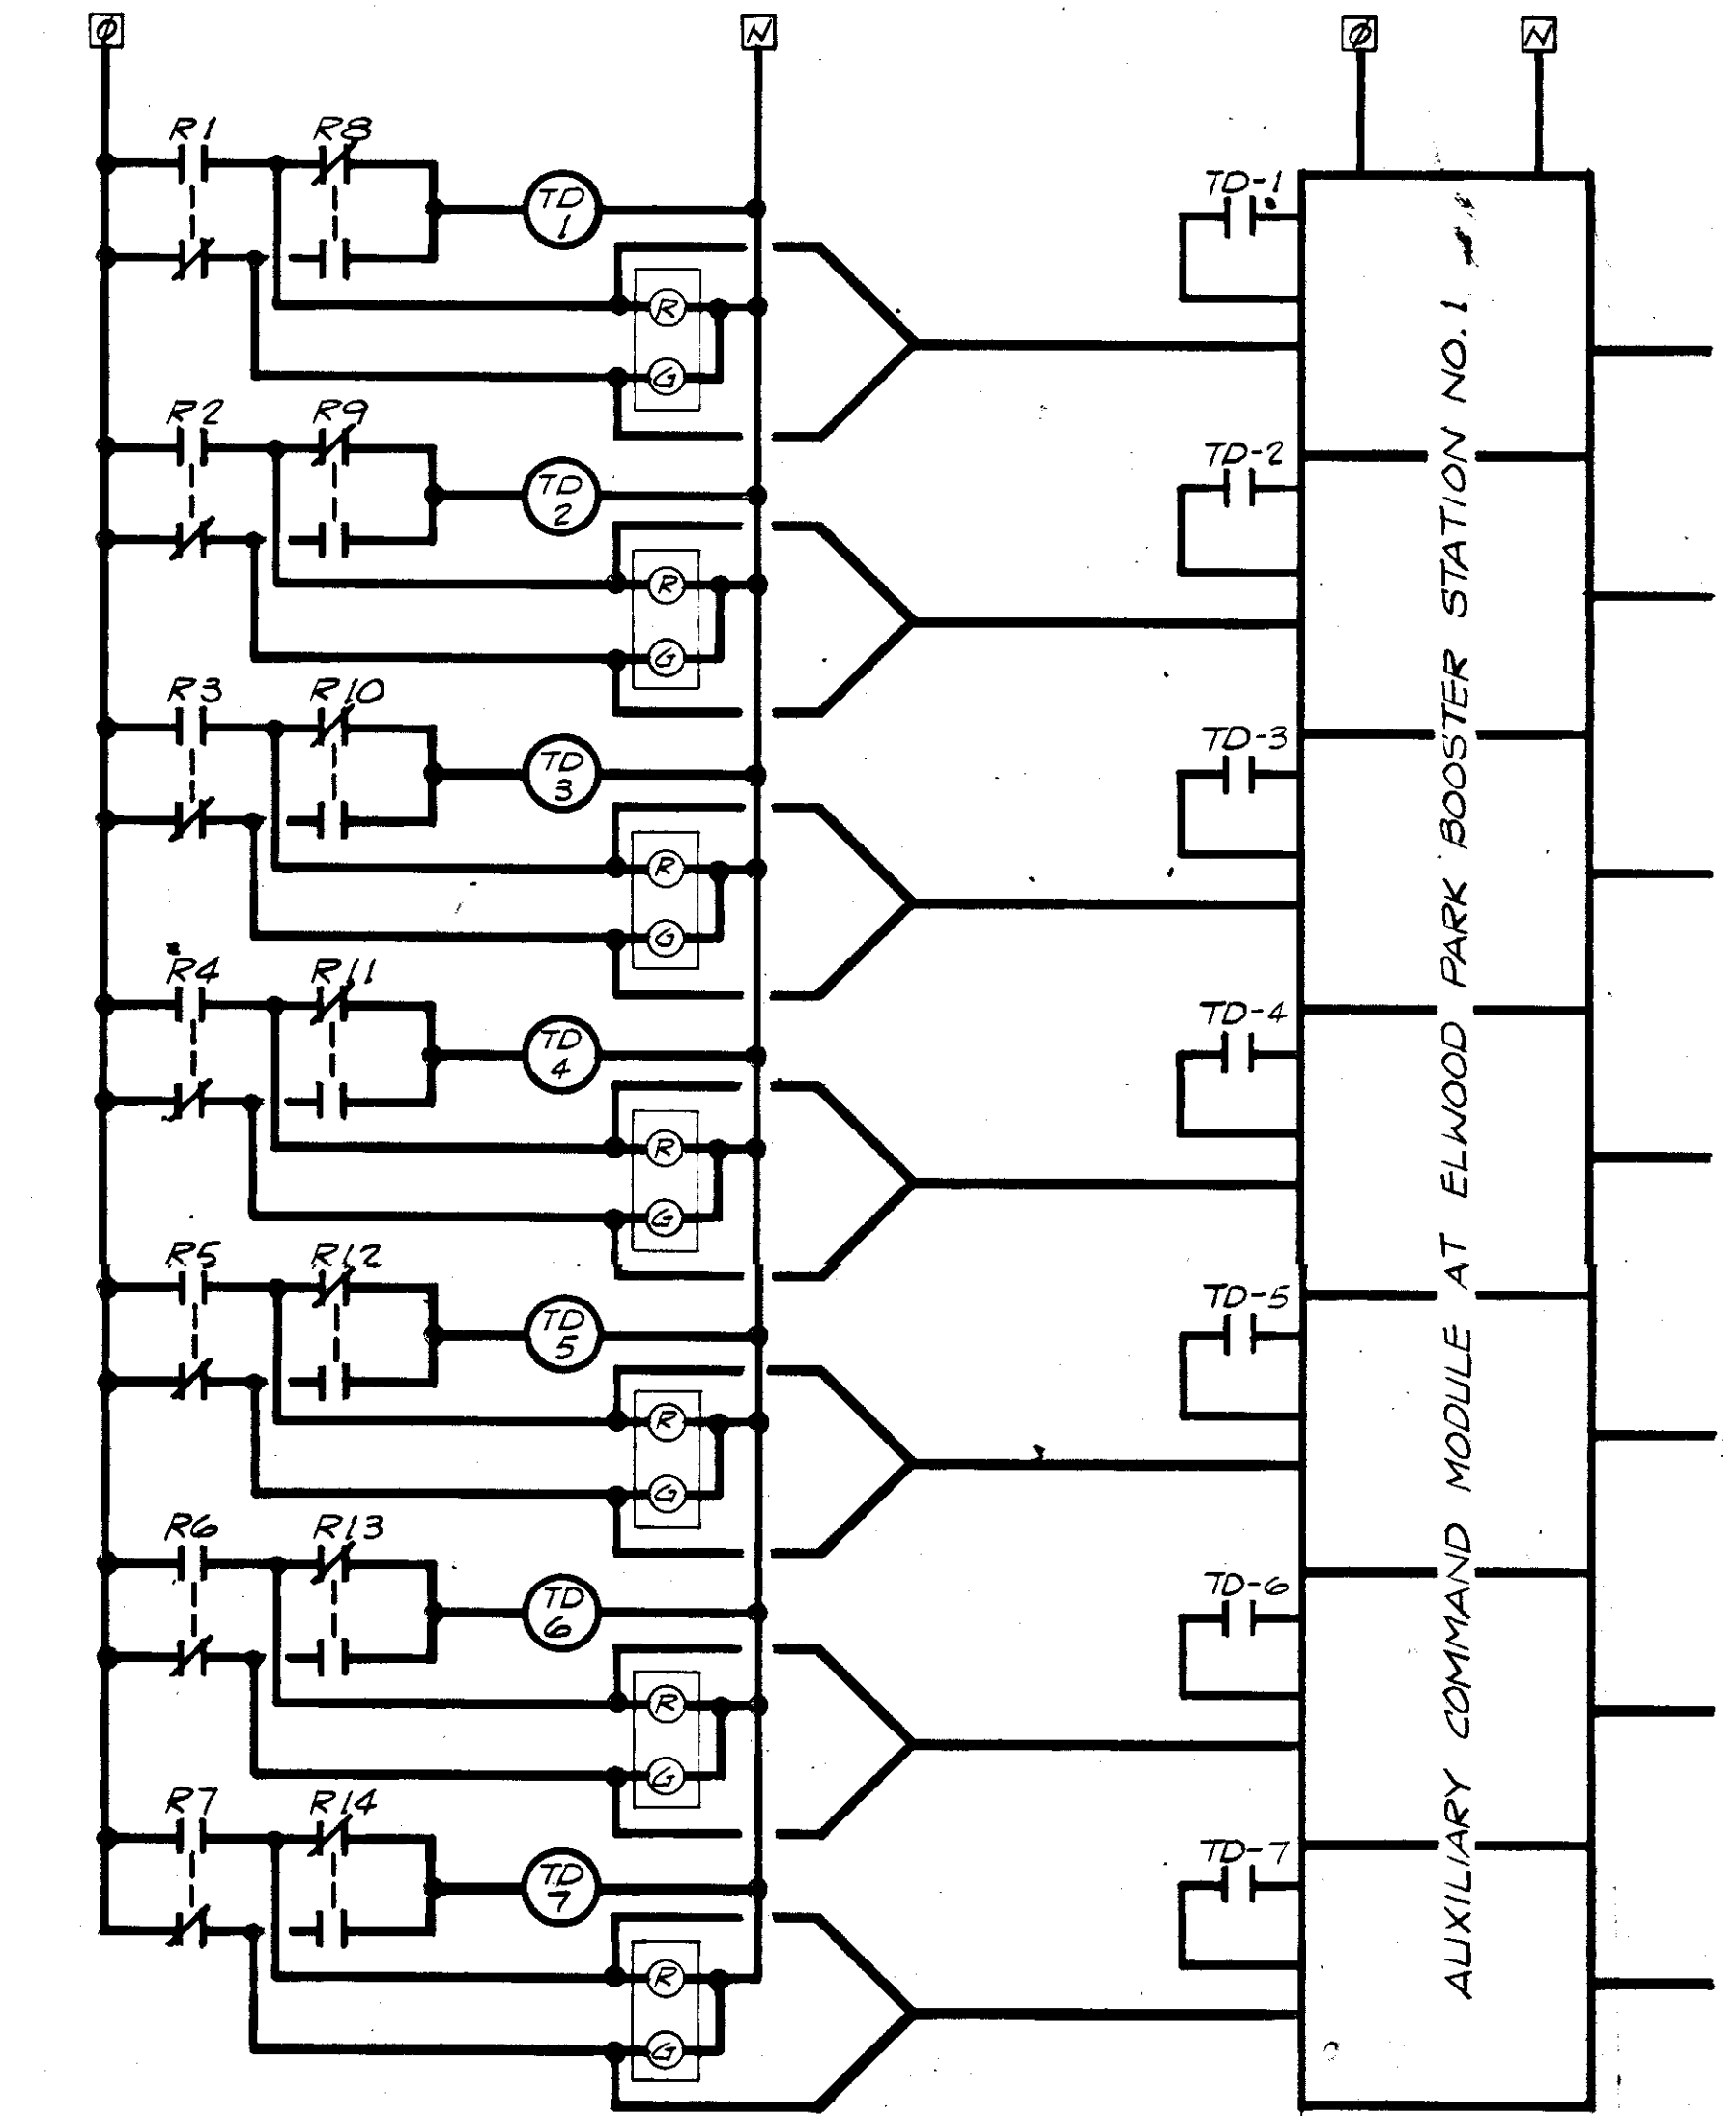 Ø N Ø N
R1 R8
TD 1
TD-1
R
G
R2 R9
TD 2
TD-2
R
G
R3 R10
TD 3
TD-3
R
G
R4 R11
TD 4
TD-4
R
G
R5 R12
TD 5
TD-5
R
G
R6 R13
TD 6
TD-6
R
G
R7 R14
TD 7
TD-7
R
G
AUXILIARY COMMAND MODULE AT ELWOOD PARK BOOSTER STATION NO. 1